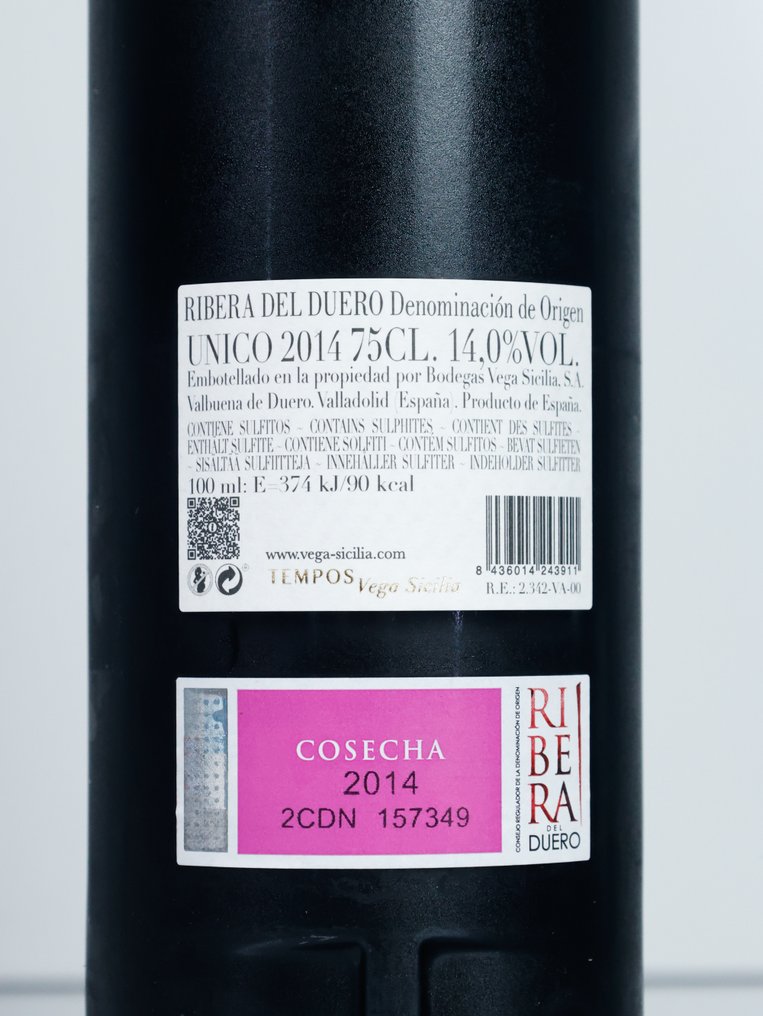 RIBERA DEL DUERO Denominación de Origen
UNICO 2014 75CL. 14,0%VOL.
Embotellado en la propiedad por Bodegas Vega Sicilia, S.A.
Valbuena de Duero. Valladolid (España). Producto de España.
CONTIENE SULFITOS ~ CONTAINS SULPHITES ~ CONTIENT DES SULFITES ~
ENTHÄLT SULFITE ~ CONTIENE SOLFITI ~ CONTÉM SULFITOS ~ BEVAT SULFIETEN
~ SISÄLTÄÄ SULFIITTEJA ~ INNEHÅLLER SULFITER ~ INDEHOLDER SULFITTER
100 ml: E=374 kJ/90 kcal
www.vega-sicilia.com
TEMPOS Vega Sicilia
8 436014 243911
R.E.: 2.342-VA-00
COSECHA
2014
2CDN 157349
CONSEJO REGULADOR DE LA DENOMINACIÓN DE ORIGEN
RI
BE
RA
DEL
DUERO